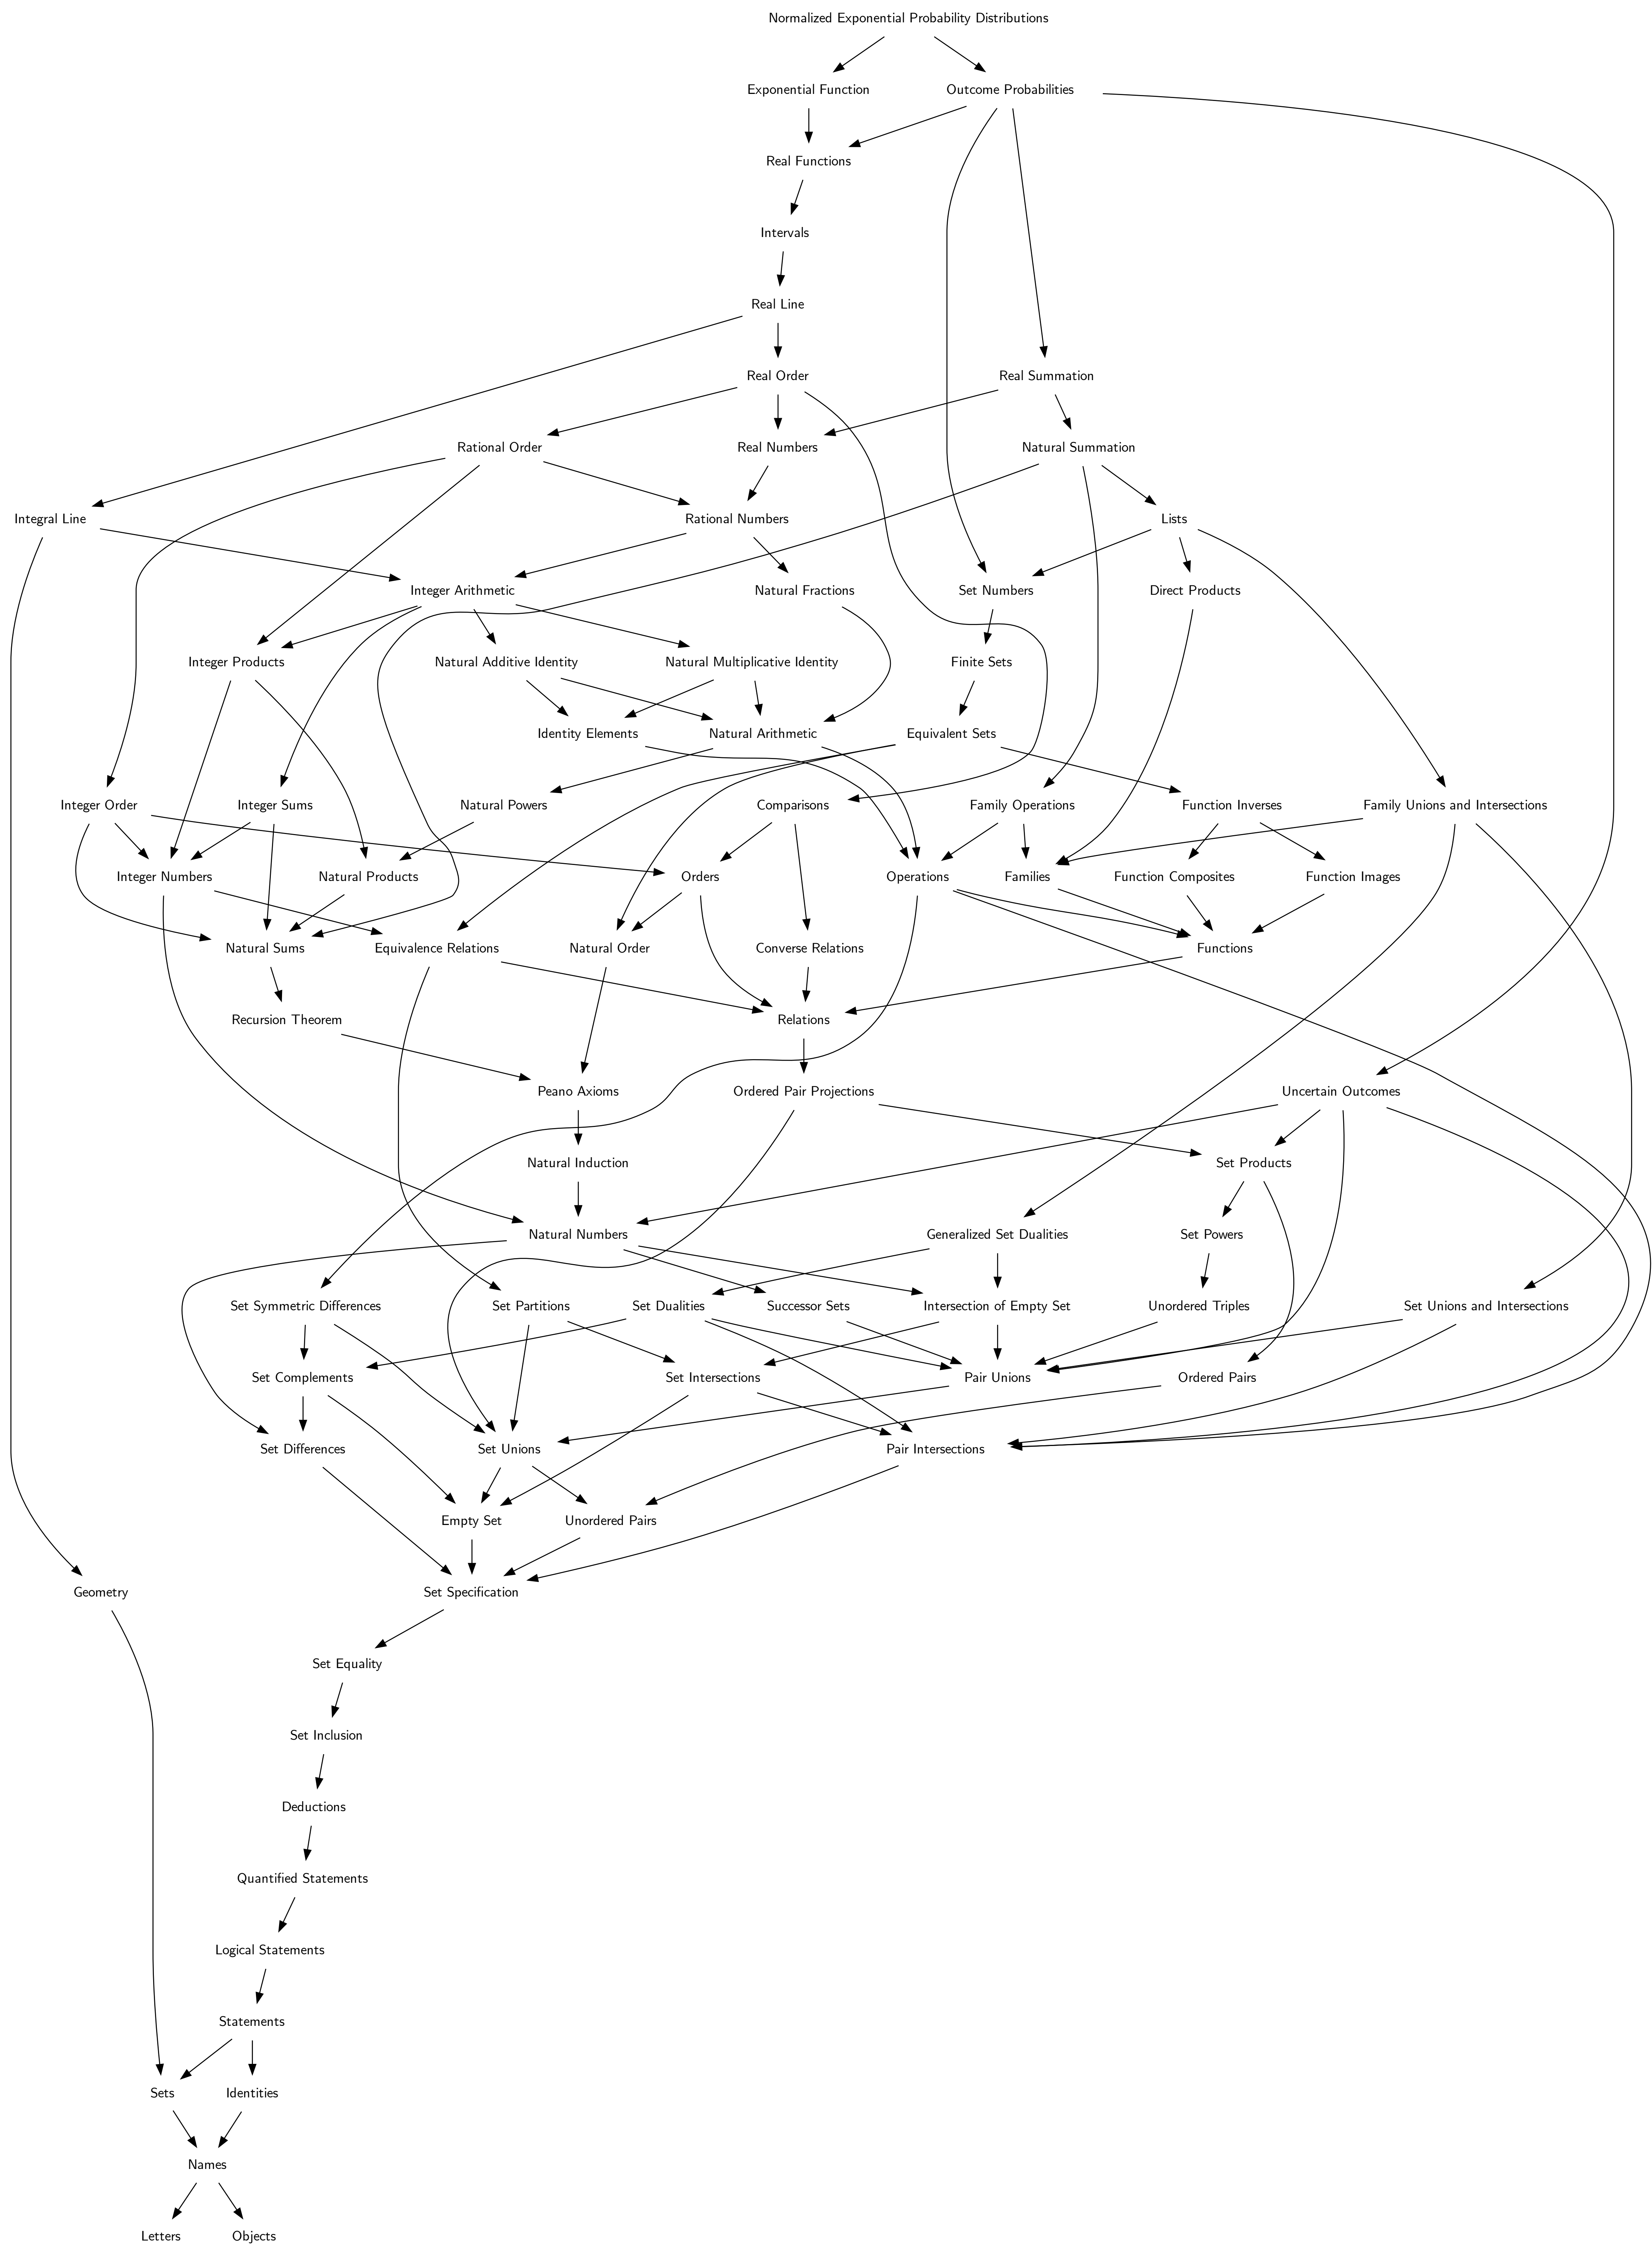 Normalized Exponential Probability Distributions
Exponential Function
Outcome Probabilities
Real Functions
Intervals
Real Line
Real Order
Real Summation
Rational Order
Real Numbers
Natural Summation
Integral Line
Rational Numbers
Lists
Integer Arithmetic
Natural Fractions
Set Numbers
Direct Products
Integer Products
Natural Additive Identity
Natural Multiplicative Identity
Finite Sets
Identity Elements
Natural Arithmetic
Equivalent Sets
Integer Order
Integer Sums
Natural Powers
Comparisons
Family Operations
Function Inverses
Family Unions and Intersections
Integer Numbers
Natural Products
Orders
Operations
Families
Function Composites
Function Images
Natural Sums
Equivalence Relations
Natural Order
Converse Relations
Functions
Recursion Theorem
Relations
Peano Axioms
Ordered Pair Projections
Uncertain Outcomes
Natural Induction
Set Products
Natural Numbers
Generalized Set Dualities
Set Powers
Set Symmetric Differences
Set Partitions
Set Dualities
Successor Sets
Intersection of Empty Set
Unordered Triples
Set Unions and Intersections
Set Complements
Set Intersections
Pair Unions
Ordered Pairs
Set Differences
Set Unions
Pair Intersections
Empty Set
Unordered Pairs
Geometry
Set Specification
Set Equality
Set Inclusion
Deductions
Quantified Statements
Logical Statements
Statements
Sets
Identities
Names
Letters
Objects